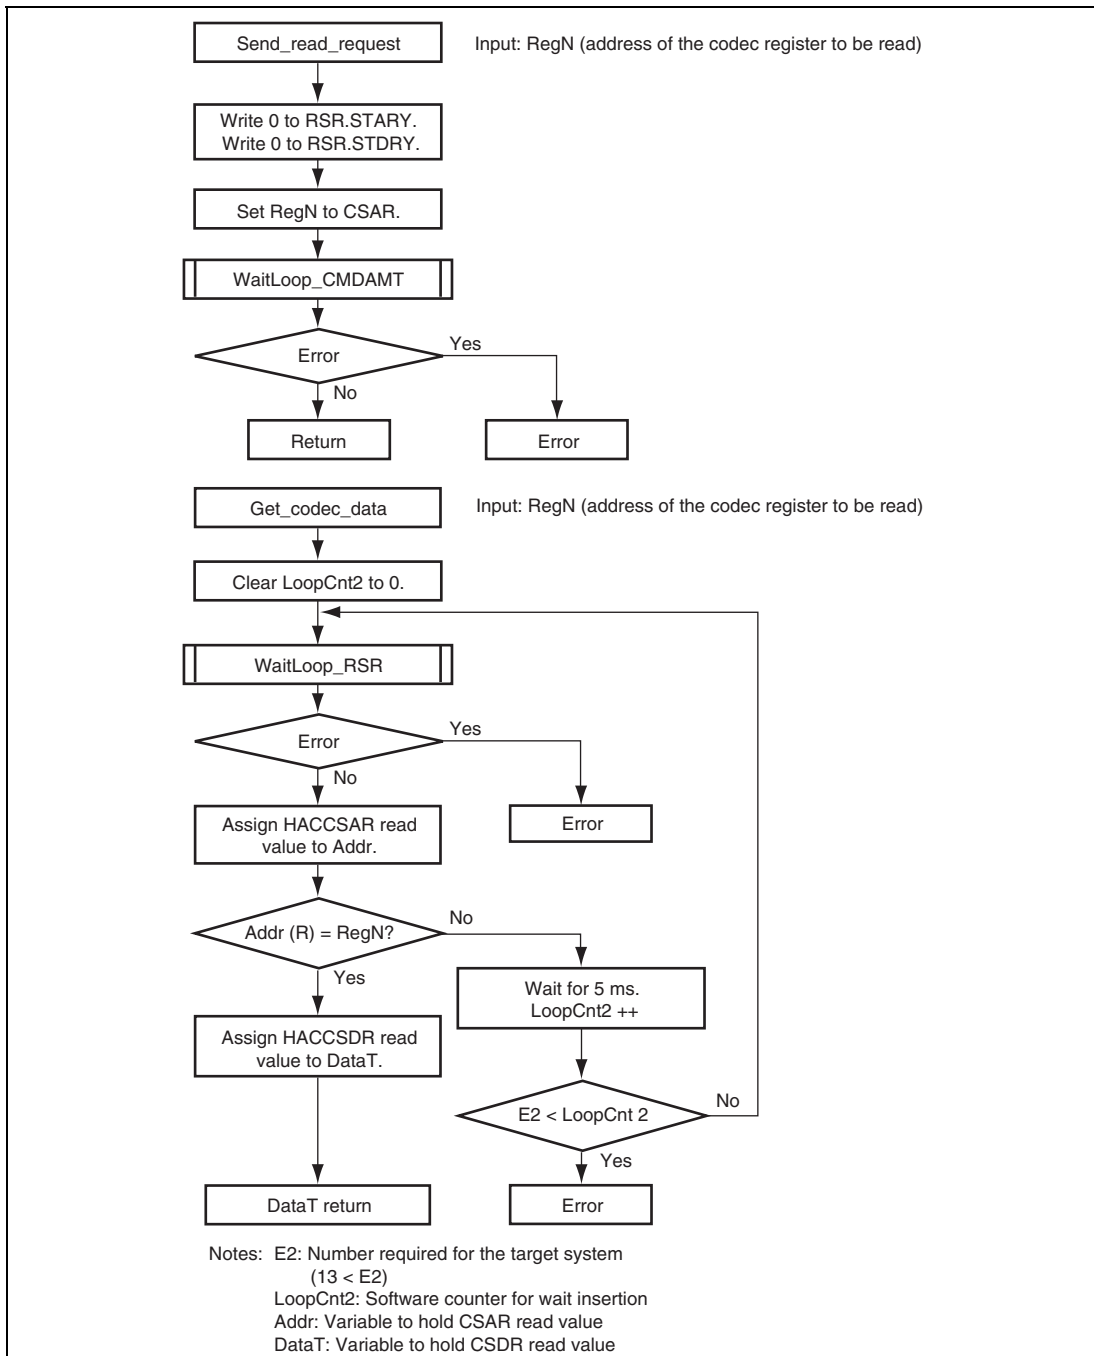 Send_read_request
Input: RegN (address of the codec register to be read)
Write 0 to RSR.STARY.
Write 0 to RSR.STDRY.
Set RegN to CSAR.
WaitLoop_CMDAMT
Error
Yes
No
Return
Error
Get_codec_data
Input: RegN (address of the codec register to be read)
Clear LoopCnt2 to 0.
WaitLoop_RSR
Error
Yes
No
Error
Assign HACCSAR read
value to Addr.
Addr (R) = RegN?
No
Yes
Wait for 5 ms.
LoopCnt2 ++
Assign HACCSDR read
value to DataT.
E2 < LoopCnt 2
No
Yes
DataT return
Error
Notes: E2: Number required for the target system
(13 < E2)
LoopCnt2: Software counter for wait insertion
Addr: Variable to hold CSAR read value
DataT: Variable to hold CSDR read value